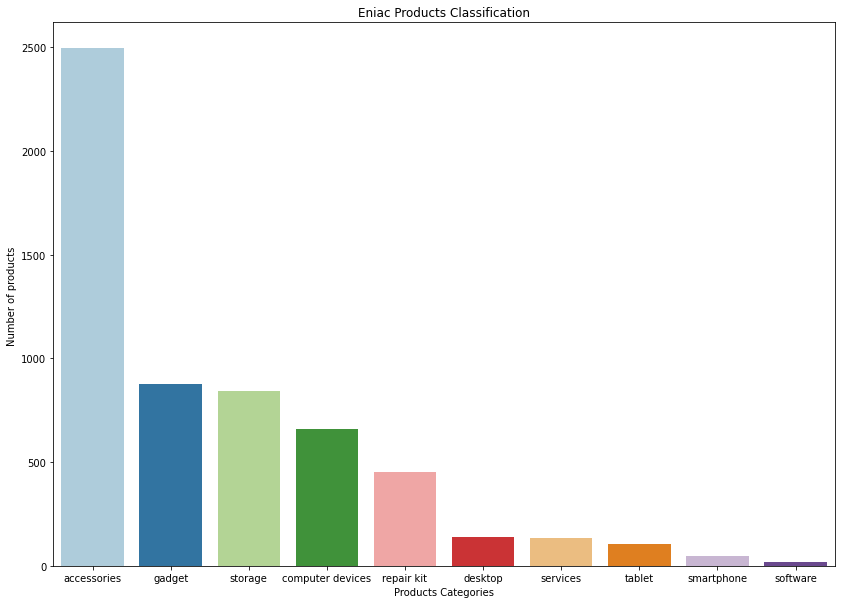 Eniac Products Classification
Number of products
2500
2000
1500
1000
500
0
accessories gadget storage computer devices repair kit desktop services tablet smartphone software
Products Categories